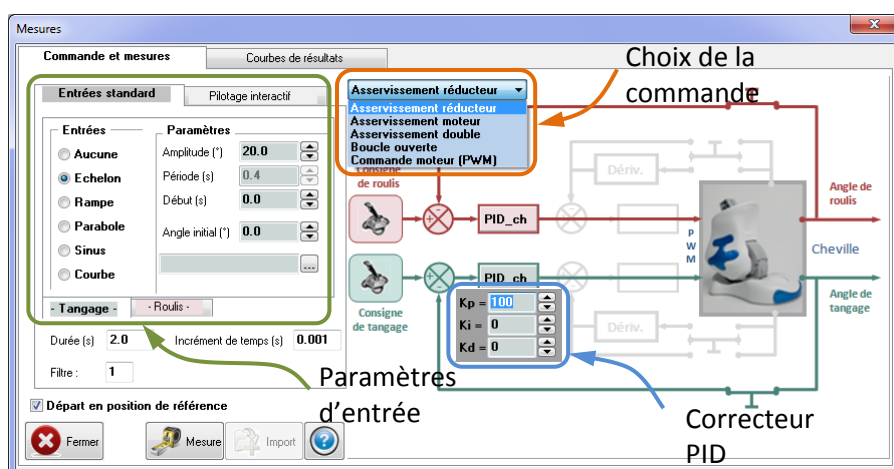 Mesures
Commande et mesures
Courbes de résultats
Choix de la
commande
Entrées standard
Pilotage interactif
Entrées
Aucune
Echelon
Rampe
Parabole
Sinus
Courbe
Paramètres
Amplitude (°) 20.0
Période (s) 0.4
Début (s) 0.0
Angle initial (°) 0.0
...
- Tangage -
- Roulis -
Durée (s) 2.0
Incrément de temps (s) 0.001
Filtre : 1
Départ en position de référence
Fermer
Mesure
Import
?
Paramètres
d'entrée
Asservissement réducteur
Asservissement réducteur
Asservissement moteur
Asservissement double
Boucle ouverte
Commande moteur (PWM)
Consigne
de roulis
PID_ch
Dériv.
P
W
M
Angle de
roulis
Cheville
Consigne
de tangage
PID_ch
Kp = 100
Ki = 0
Kd = 0
Dériv.
Angle de
tangage
Correcteur
PID